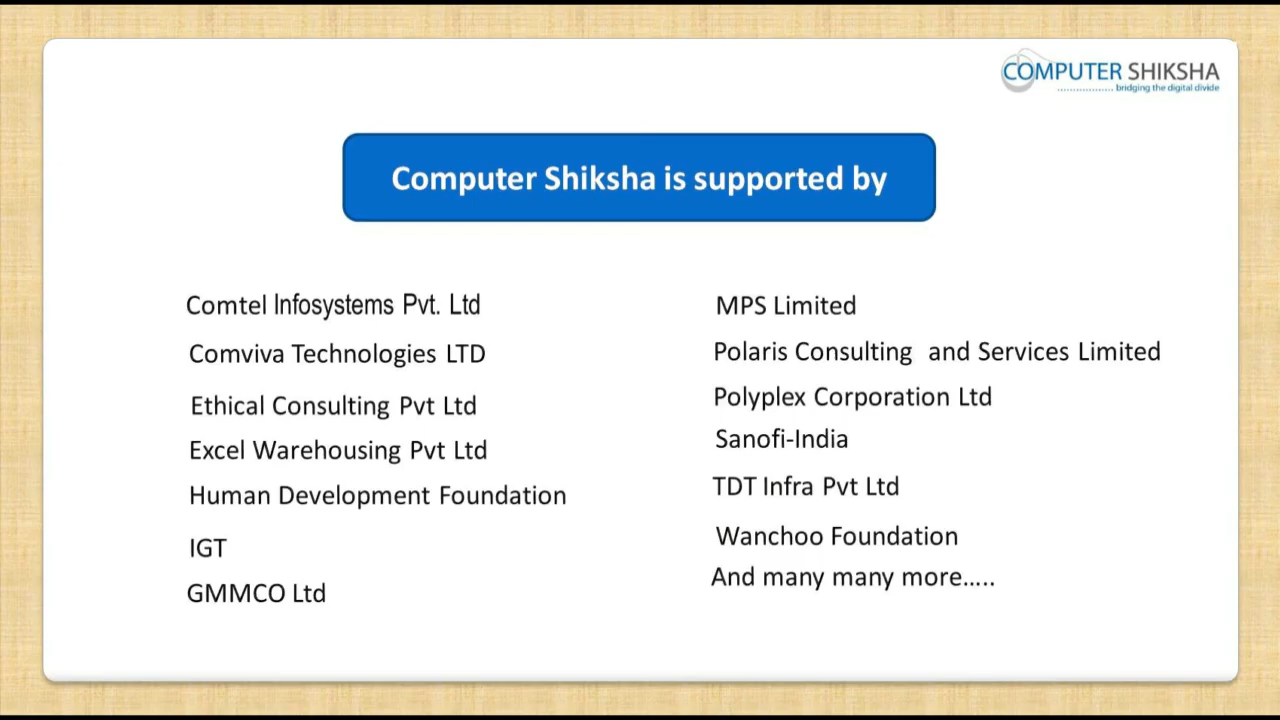 COMPUTER SHIKSHA
bridging the digital divide
Computer Shiksha is supported by
Comtel Infosystems Pvt. Ltd
Comviva Technologies LTD
Ethical Consulting Pvt Ltd
Excel Warehousing Pvt Ltd
Human Development Foundation
IGT
GMMCO Ltd
MPS Limited
Polaris Consulting and Services Limited
Polyplex Corporation Ltd
Sanofi-India
TDT Infra Pvt Ltd
Wanchoo Foundation
And many many more.....